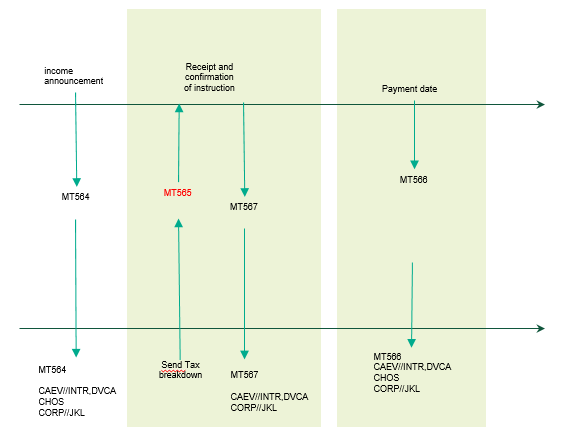 income
announcement
Receipt and
confirmation
of instruction
Payment date
MT564
MT565
MT567
MT566
MT564
CAEV//INTR,DVCA
CHOS
CORP//JKL
Send Tax
breakdown
MT567
CAEV//INTR,DVCA
CORP//JKL
MT566
CAEV//INTR,DVCA
CHOS
CORP//JKL